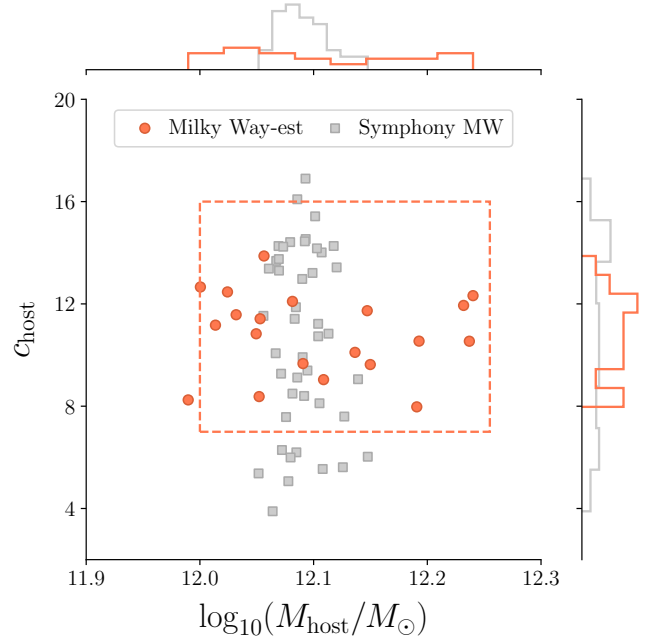 20
16
12
8
4
c_host
Milky Way-est
Symphony MW
11.9 12.0 12.1 12.2 12.3
log₁₀(M_host/M_⊙)